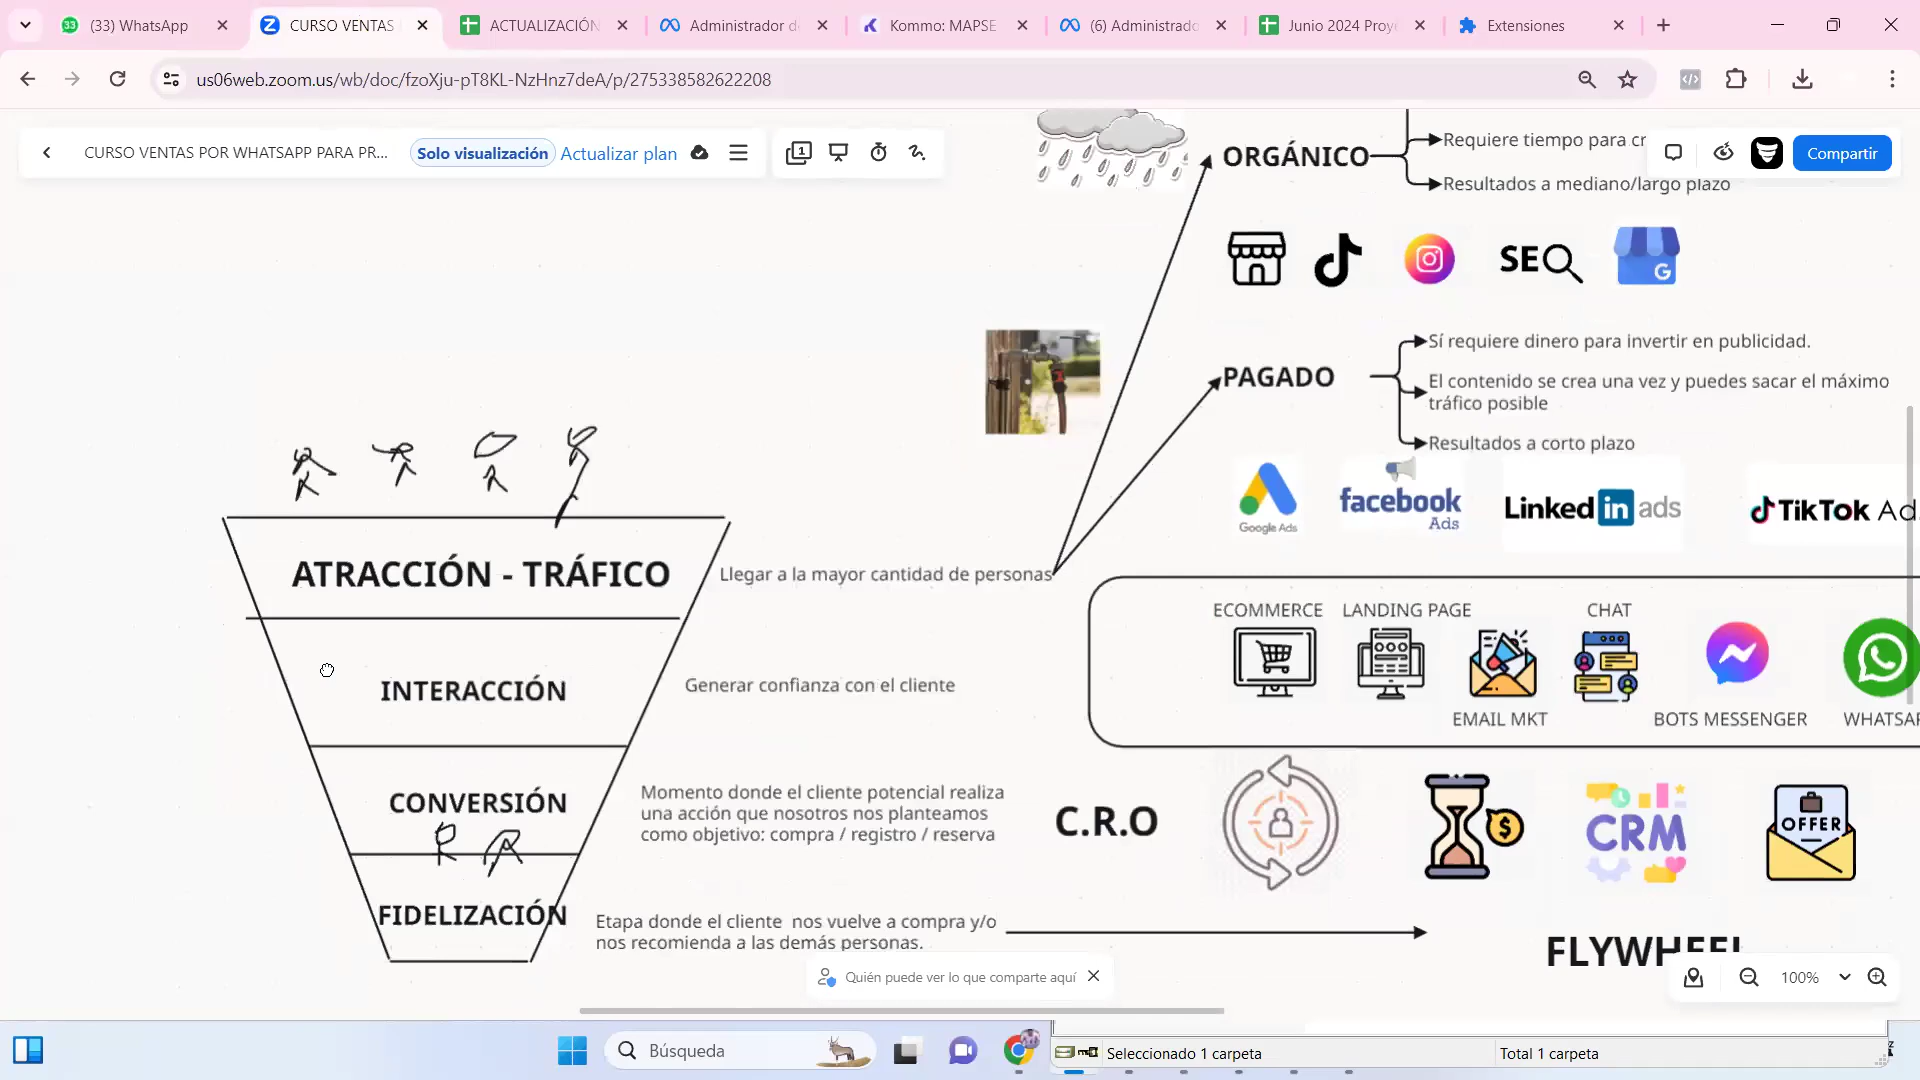 (33) WhatsApp
CURSO VENTAS
ACTUALIZACIÓN
Administrador d
Kommo: MAPSE
(6) Administrado
Junio 2024 Proy
Extensiones
us06web.zoom.us/wb/doc/fzoXju-pT8KL-NzHnz7deA/p/275338582622208
CURSO VENTAS POR WHATSAPP PARA PR...
Solo visualización
Actualizar plan
1
Compartir
ORGÁNICO
Requiere tiempo para cr
Resultados a mediano/largo plazo
SEO
G
PAGADO
Sí requiere dinero para invertir en publicidad.
El contenido se crea una vez y puedes sacar el máximo
tráfico posible
Resultados a corto plazo
Google Ads
facebook
Ads
Linked in ads
TikTok Ad
ATRACCIÓN - TRÁFICO
Llegar a la mayor cantidad de personas
ECOMMERCE
LANDING PAGE
CHAT
EMAIL MKT
BOTS MESSENGER
WHATSAP
INTERACCIÓN
Generar confianza con el cliente
CONVERSIÓN
Momento donde el cliente potencial realiza
una acción que nosotros nos planteamos
como objetivo: compra / registro / reserva
C.R.O
CRM
OFFER
FIDELIZACIÓN
Etapa donde el cliente nos vuelve a compra y/o
nos recomienda a las demás personas.
FLYWHEEL
Quién puede ver lo que comparte aquí
100%
Búsqueda
Seleccionado 1 carpeta
Total 1 carpeta